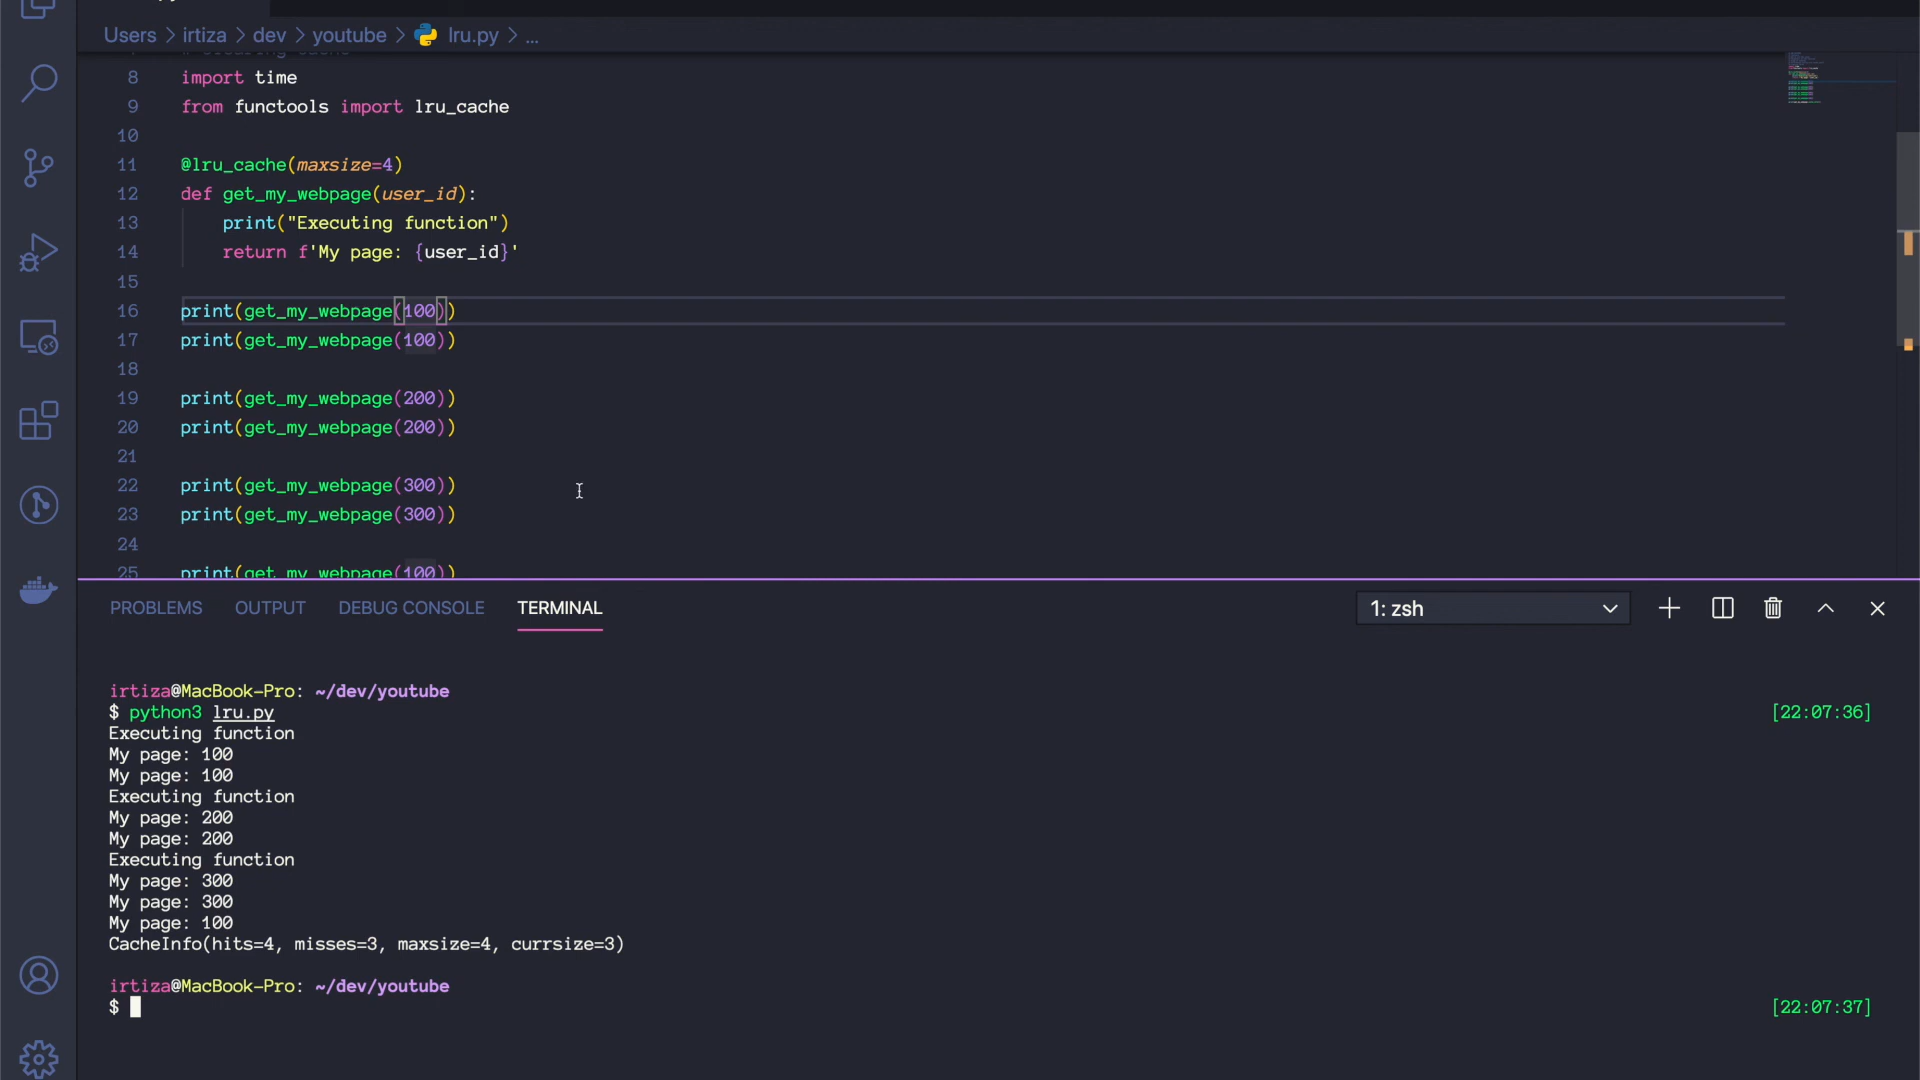 Users > irtiza > dev > youtube > lru.py > ...
8 import time
9 from functools import lru_cache
10
11 @lru_cache(maxsize=4)
12 def get_my_webpage(user_id):
13 print("Executing function")
14 return f'My page: {user_id}'
15
16 print(get_my_webpage(100))
17 print(get_my_webpage(100))
18
19 print(get_my_webpage(200))
20 print(get_my_webpage(200))
21
22 print(get_my_webpage(300))
23 print(get_my_webpage(300))
24
25 print(get_my_webpage(100))
PROBLEMS OUTPUT DEBUG CONSOLE TERMINAL 1: zsh
irtiza@MacBook-Pro: ~/dev/youtube
$ python3 lru.py [22:07:36]
Executing function
My page: 100
My page: 100
Executing function
My page: 200
My page: 200
Executing function
My page: 300
My page: 300
My page: 100
CacheInfo(hits=4, misses=3, maxsize=4, currsize=3)
irtiza@MacBook-Pro: ~/dev/youtube
$ [22:07:37]